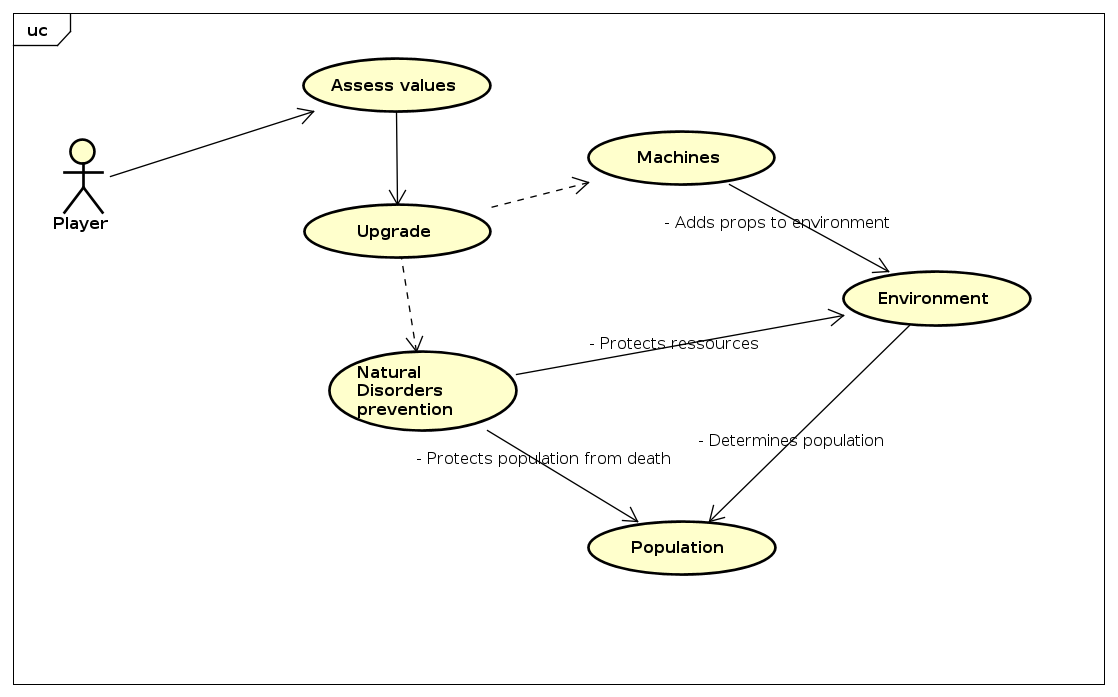 uc
Assess values
Player
Machines
Upgrade
- Adds props to environment
Environment
- Protects ressources
Natural
Disorders
prevention
- Determines population
- Protects population from death
Population